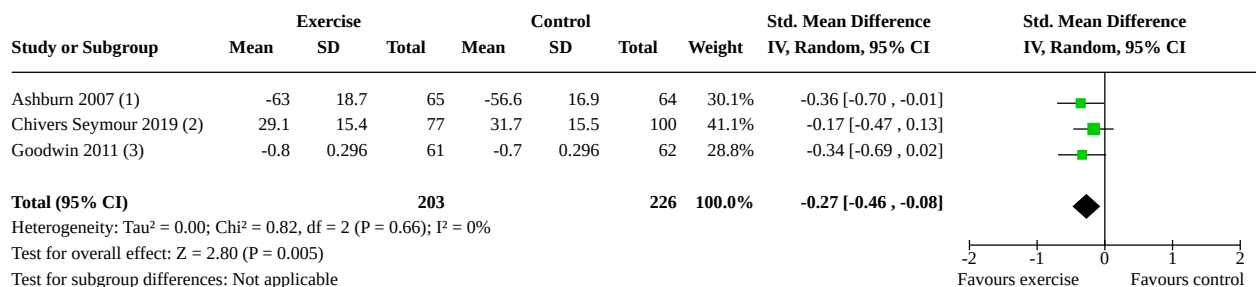 Exercise Control Std. Mean Difference Std. Mean Difference
Study or Subgroup Mean SD Total Mean SD Total Weight IV, Random, 95% CI IV, Random, 95% CI
Ashburn 2007 (1) -63 18.7 65 -56.6 16.9 64 30.1% -0.36 [-0.70 , -0.01]
Chivers Seymour 2019 (2) 29.1 15.4 77 31.7 15.5 100 41.1% -0.17 [-0.47 , 0.13]
Goodwin 2011 (3) -0.8 0.296 61 -0.7 0.296 62 28.8% -0.34 [-0.69 , 0.02]
Total (95% CI) 203 226 100.0% -0.27 [-0.46 , -0.08]
Heterogeneity: Tau² = 0.00; Chi² = 0.82, df = 2 (P = 0.66); I² = 0%
Test for overall effect: Z = 2.80 (P = 0.005)
Test for subgroup differences: Not applicable
-2 -1 0 1 2
Favours exercise Favours control